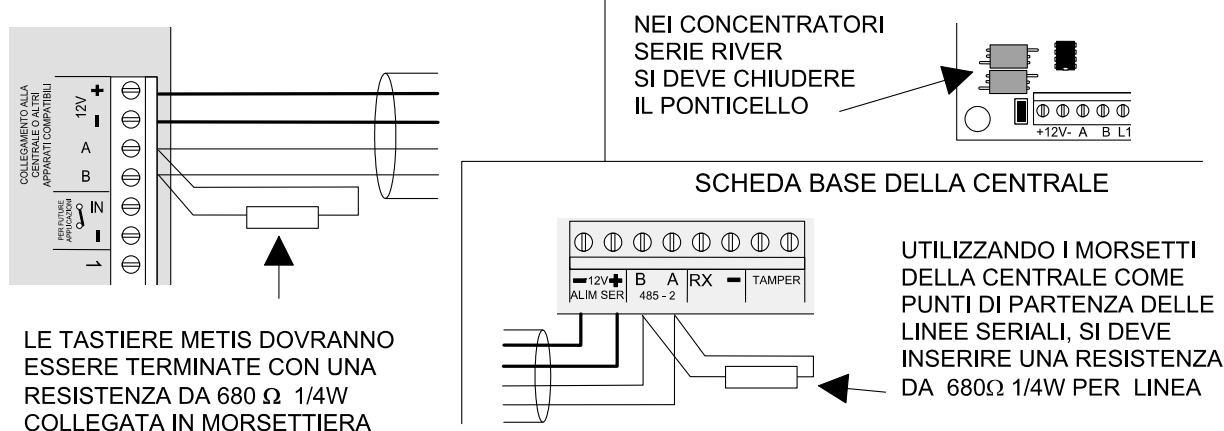 COLLEGAMENTO ALLA
CENTRALE O ALTRI
APPARATI COMPATIBILI
12V
+
-
A
B
PER FUTURE
APPLICAZIONI
IN
-
1
LE TASTIERE METIS DOVRANNO
ESSERE TERMINATE CON UNA
RESISTENZA DA 680 Ω 1/4W
COLLEGATA IN MORSETTIERA
NEI CONCENTRATORI
SERIE RIVER
SI DEVE CHIUDERE
IL PONTICELLO
+12V- A B L1
SCHEDA BASE DELLA CENTRALE
-12V+ B A RX - TAMPER
ALIM SER 485 - 2
UTILIZZANDO I MORSETTI
DELLA CENTRALE COME
PUNTI DI PARTENZA DELLE
LINEE SERIALI, SI DEVE
INSERIRE UNA RESISTENZA
DA 680Ω 1/4W PER LINEA